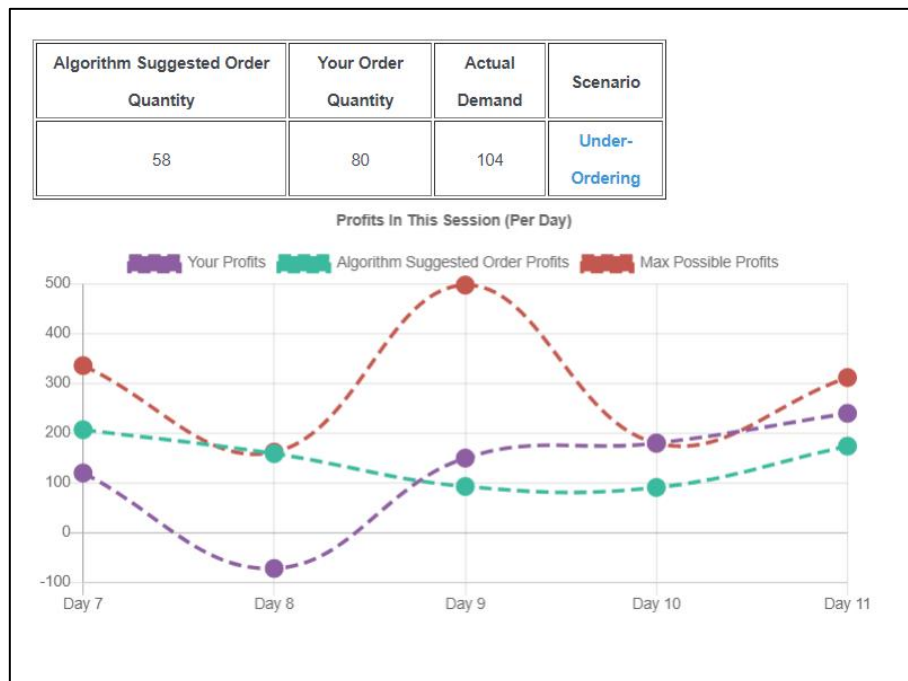 Algorithm Suggested Order
Quantity
Your Order
Quantity
Actual
Demand
Scenario
58
80
104
Under-
Ordering
Profits In This Session (Per Day)
Your Profits
Algorithm Suggested Order Profits
Max Possible Profits
500
400
300
200
100
0
-100
Day 7
Day 8
Day 9
Day 10
Day 11